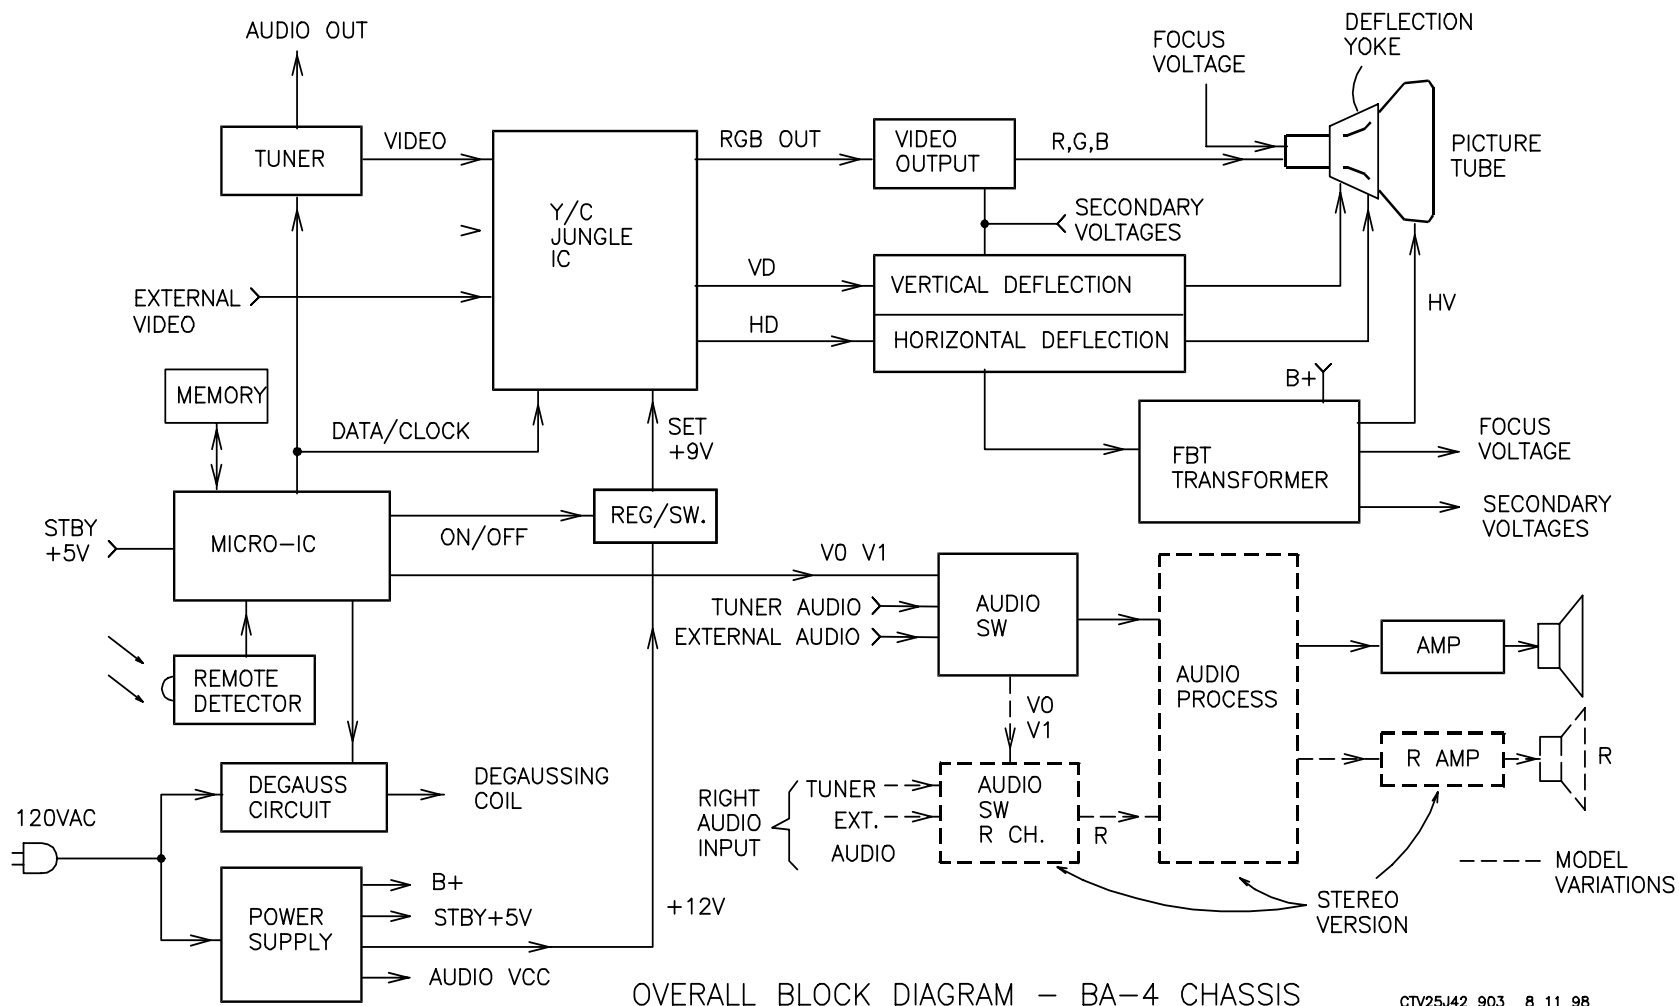 AUDIO OUT
DEFLECTION
YOKE
FOCUS
VOLTAGE
TUNER
VIDEO
RGB OUT
VIDEO
OUTPUT
R,G,B
PICTURE
TUBE
Y/C
JUNGLE
IC
SECONDARY
VOLTAGES
VD
VERTICAL DEFLECTION
EXTERNAL
VIDEO
HD
HORIZONTAL DEFLECTION
HV
MEMORY
B+
DATA/CLOCK
SET
+9V
FBT
TRANSFORMER
FOCUS
VOLTAGE
SECONDARY
VOLTAGES
STBY
+5V
MICRO-IC
ON/OFF
REG/SW.
V0 V1
TUNER AUDIO
EXTERNAL AUDIO
AUDIO
SW
AUDIO
PROCESS
AMP
REMOTE
DETECTOR
V0
V1
R AMP
R
DEGAUSS
CIRCUIT
DEGAUSSING
COIL
RIGHT
AUDIO
INPUT
TUNER
EXT.
AUDIO
AUDIO
SW
R CH.
R
120VAC
MODEL
VARIATIONS
STEREO
VERSION
POWER
SUPPLY
B+
STBY+5V
+12V
AUDIO VCC
OVERALL BLOCK DIAGRAM - BA-4 CHASSIS
CTV25J42 903 8 11 98